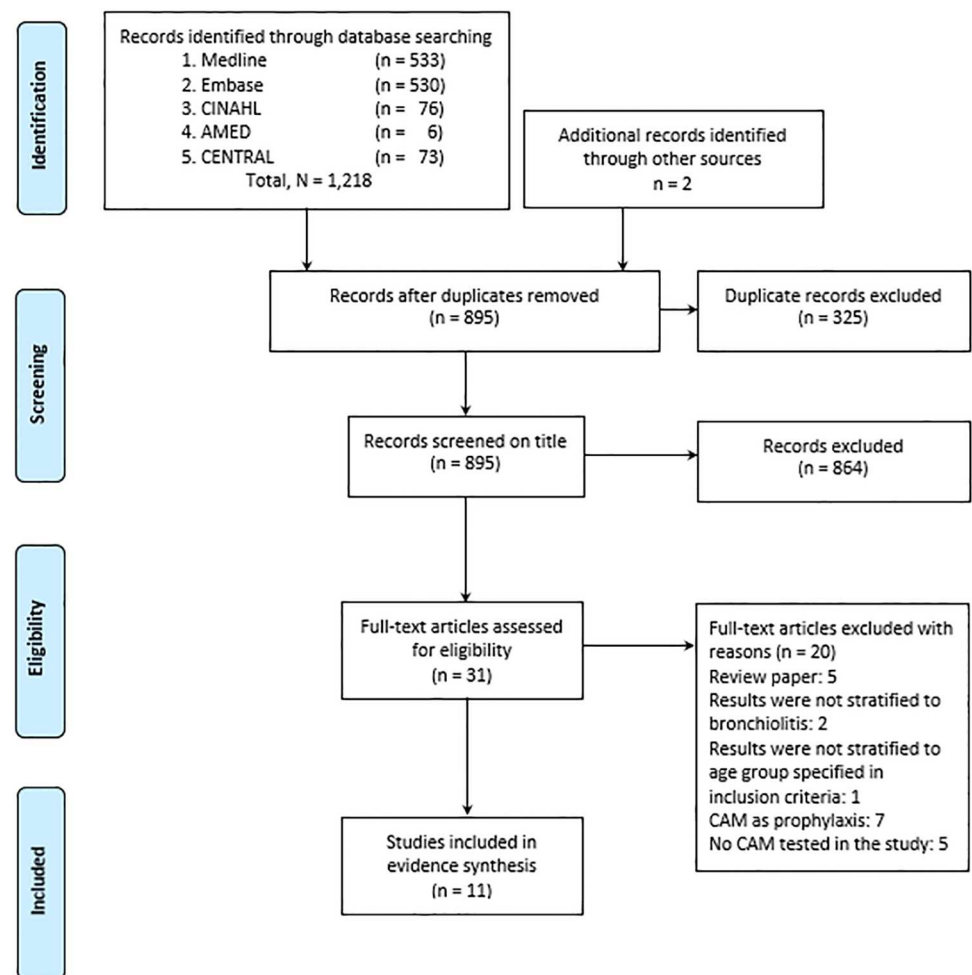 Identification
Records identified through database searching
1. Medline (n = 533)
2. Embase (n = 530)
3. CINAHL (n = 76)
4. AMED (n = 6)
5. CENTRAL (n = 73)
Total, N = 1,218
Additional records identified
through other sources
n = 2
Screening
Records after duplicates removed
(n = 895)
Duplicate records excluded
(n = 325)
Records screened on title
(n = 895)
Records excluded
(n = 864)
Eligibility
Full-text articles assessed
for eligibility
(n = 31)
Full-text articles excluded with
reasons (n = 20)
Review paper: 5
Results were not stratified to
bronchiolitis: 2
Results were not stratified to
age group specified in
inclusion criteria: 1
CAM as prophylaxis: 7
No CAM tested in the study: 5
Included
Studies included in
evidence synthesis
(n = 11)